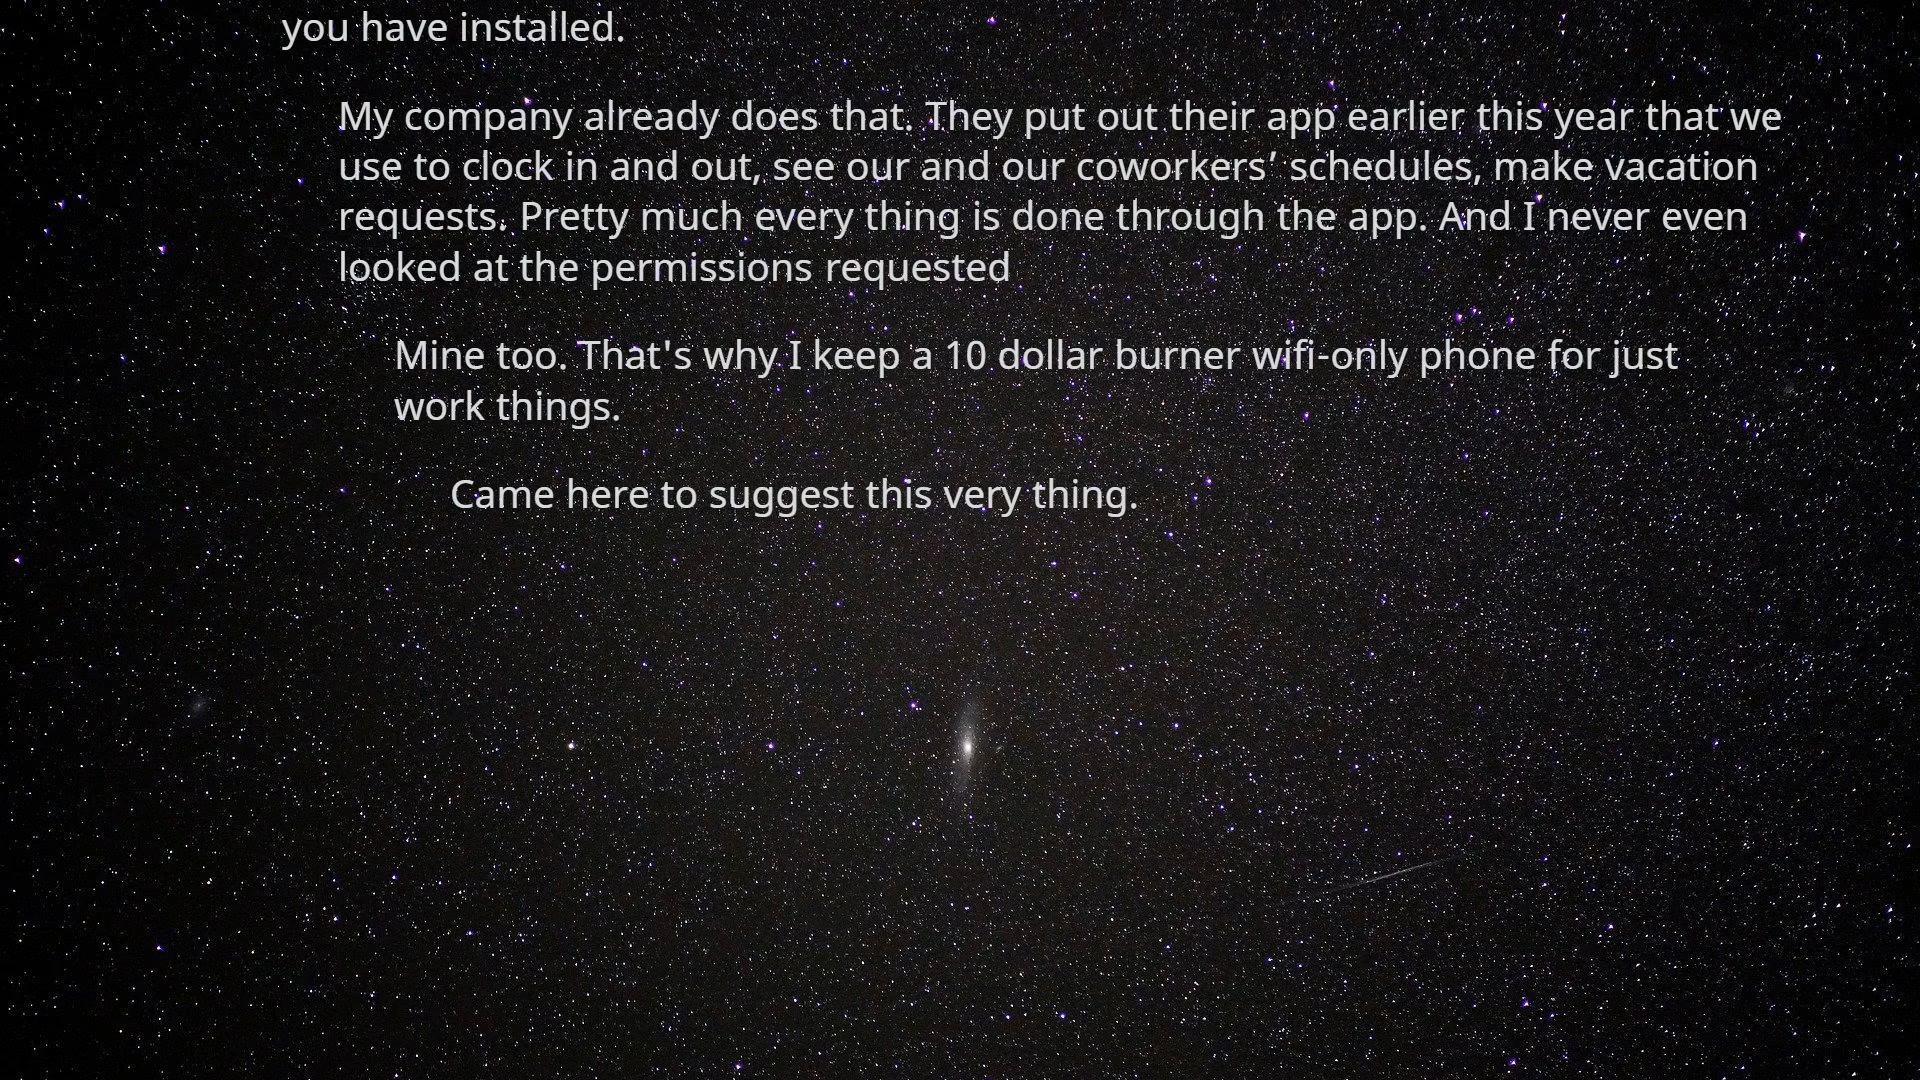 you have installed.
My company already does that. They put out their app earlier this year that we
use to clock in and out, see our and our coworkers’ schedules, make vacation
requests. Pretty much every thing is done through the app. And I never even
looked at the permissions requested
Mine too. That's why I keep a 10 dollar burner wifi-only phone for just
work things.
Came here to suggest this very thing.